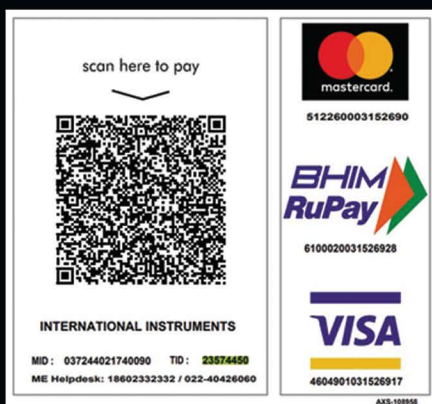 scan here to pay
INTERNATIONAL INSTRUMENTS
MID : 037244021740090 TID : 23574450
ME Helpdesk: 18602332332 / 022-40426060
mastercard.
512260003152690
BHIM
RuPay
6100020031526928
VISA
4604901031526917
AXS-108958